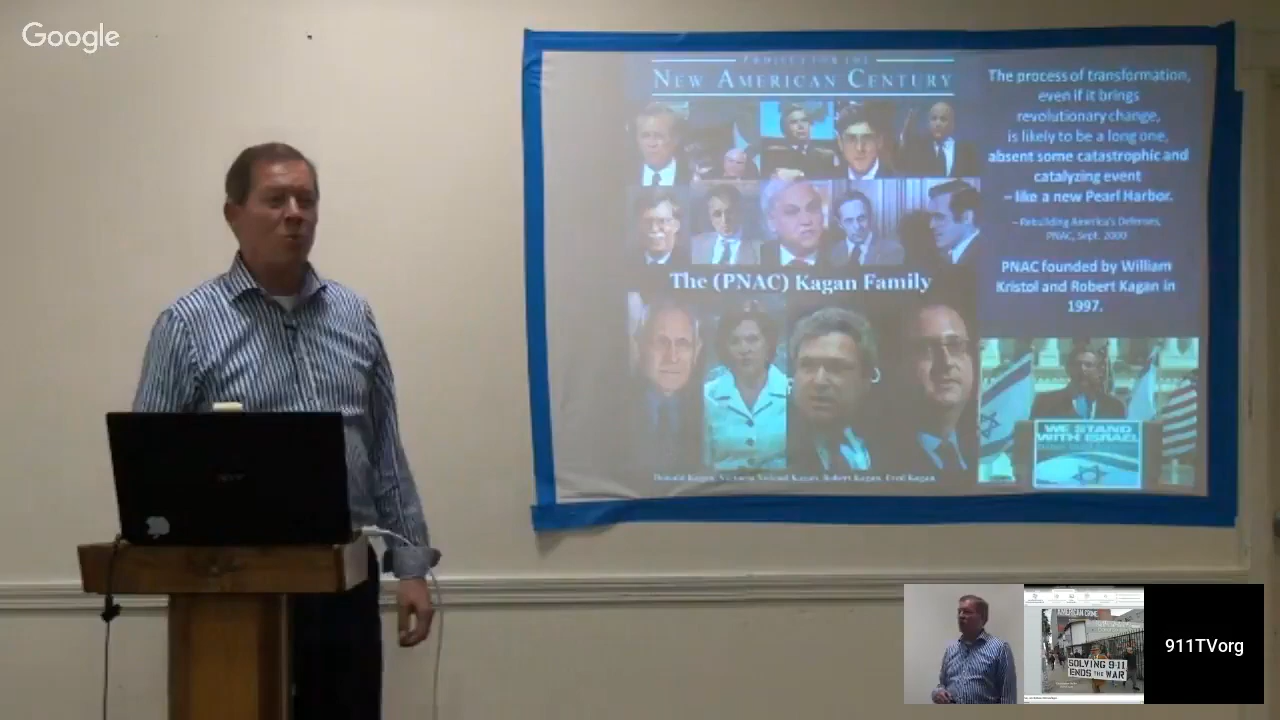 Google
PROJECT FOR THE
NEW AMERICAN CENTURY
The process of transformation,
even if it brings
revolutionary change,
is likely to be a long one,
absent some catastrophic and
catalyzing event
– like a new Pearl Harbor.
– Rebuilding America's Defenses,
PNAC, Sept. 2000
PNAC founded by William
Kristol and Robert Kagan in
1997.
The (PNAC) Kagan Family
Donald Kagan, Victoria Nuland Kagan, Robert Kagan, Fred Kagan
WE STAND
WITH ISRAEL
acer
AMERICAN CRIME
SOLVING 9-11
ENDS THE WAR
911TVorg